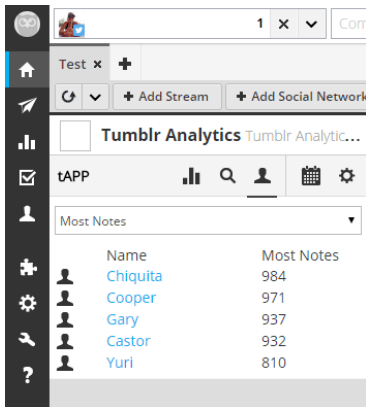 1 Com
Test
Add Stream Add Social Network
Tumblr Analytics Tumblr Analytic...
tAPP
Most Notes
Name Most Notes
Chiquita 984
Cooper 971
Gary 937
Castor 932
Yuri 810
?